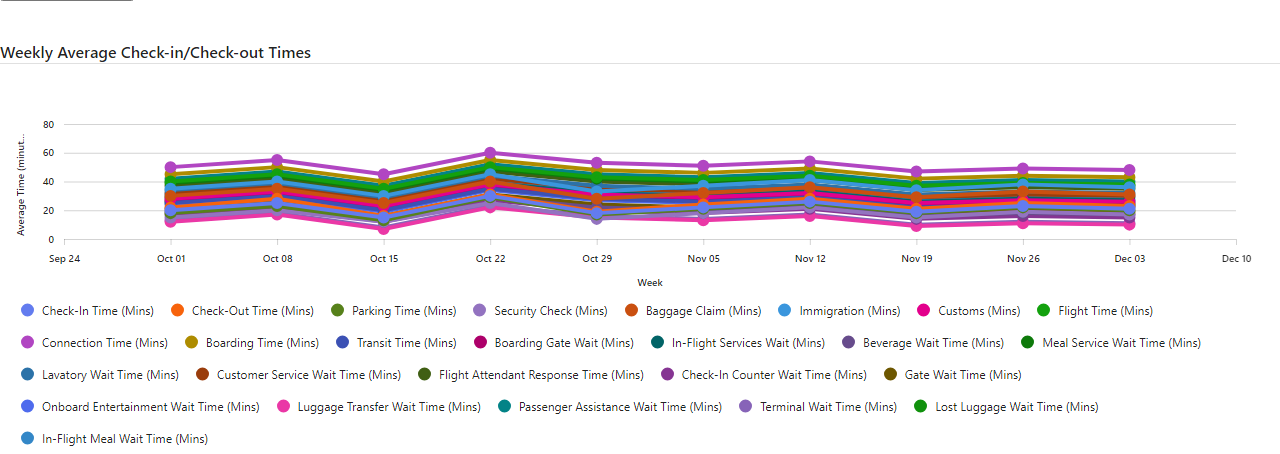 Weekly Average Check-in/Check-out Times
Average Time (minut...
80
60
40
20
0
Sep 24 Oct 01 Oct 08 Oct 15 Oct 22 Oct 29 Nov 05 Nov 12 Nov 19 Nov 26 Dec 03 Dec 10
Week
Check-In Time (Mins) Check-Out Time (Mins) Parking Time (Mins) Security Check (Mins) Baggage Claim (Mins) Immigration (Mins) Customs (Mins) Flight Time (Mins)
Connection Time (Mins) Boarding Time (Mins) Transit Time (Mins) Boarding Gate Wait (Mins) In-Flight Services Wait (Mins) Beverage Wait Time (Mins) Meal Service Wait Time (Mins)
Lavatory Wait Time (Mins) Customer Service Wait Time (Mins) Flight Attendant Response Time (Mins) Check-In Counter Wait Time (Mins) Gate Wait Time (Mins)
Onboard Entertainment Wait Time (Mins) Luggage Transfer Wait Time (Mins) Passenger Assistance Wait Time (Mins) Terminal Wait Time (Mins) Lost Luggage Wait Time (Mins)
In-Flight Meal Wait Time (Mins)